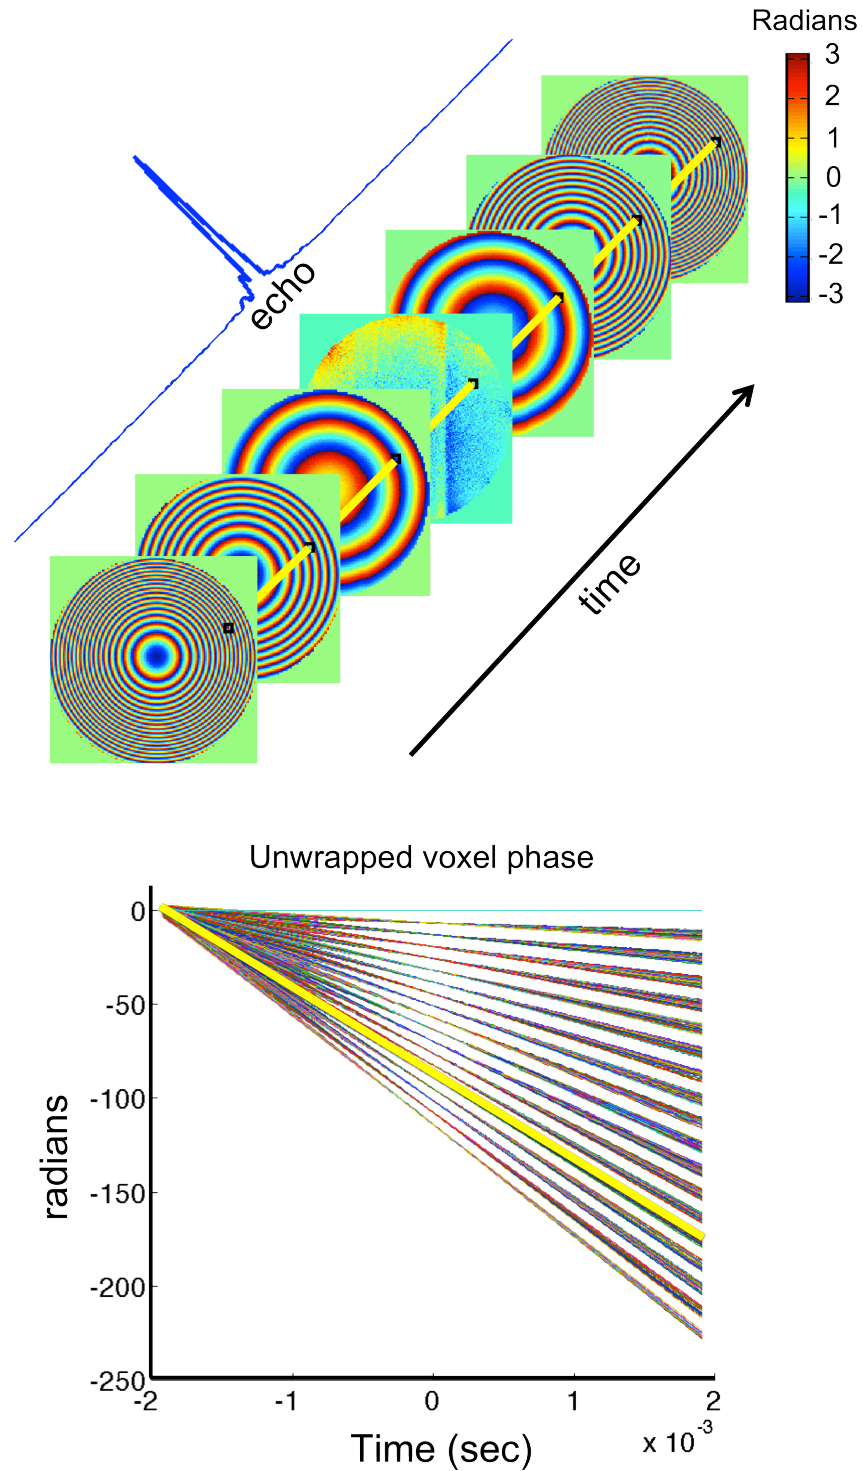 Radians
3
2
1
0
-1
-2
-3
echo
time
Unwrapped voxel phase
0
-50
-100
-150
-200
-250
radians
-2 -1 0 1 2
x 10⁻³
Time (sec)